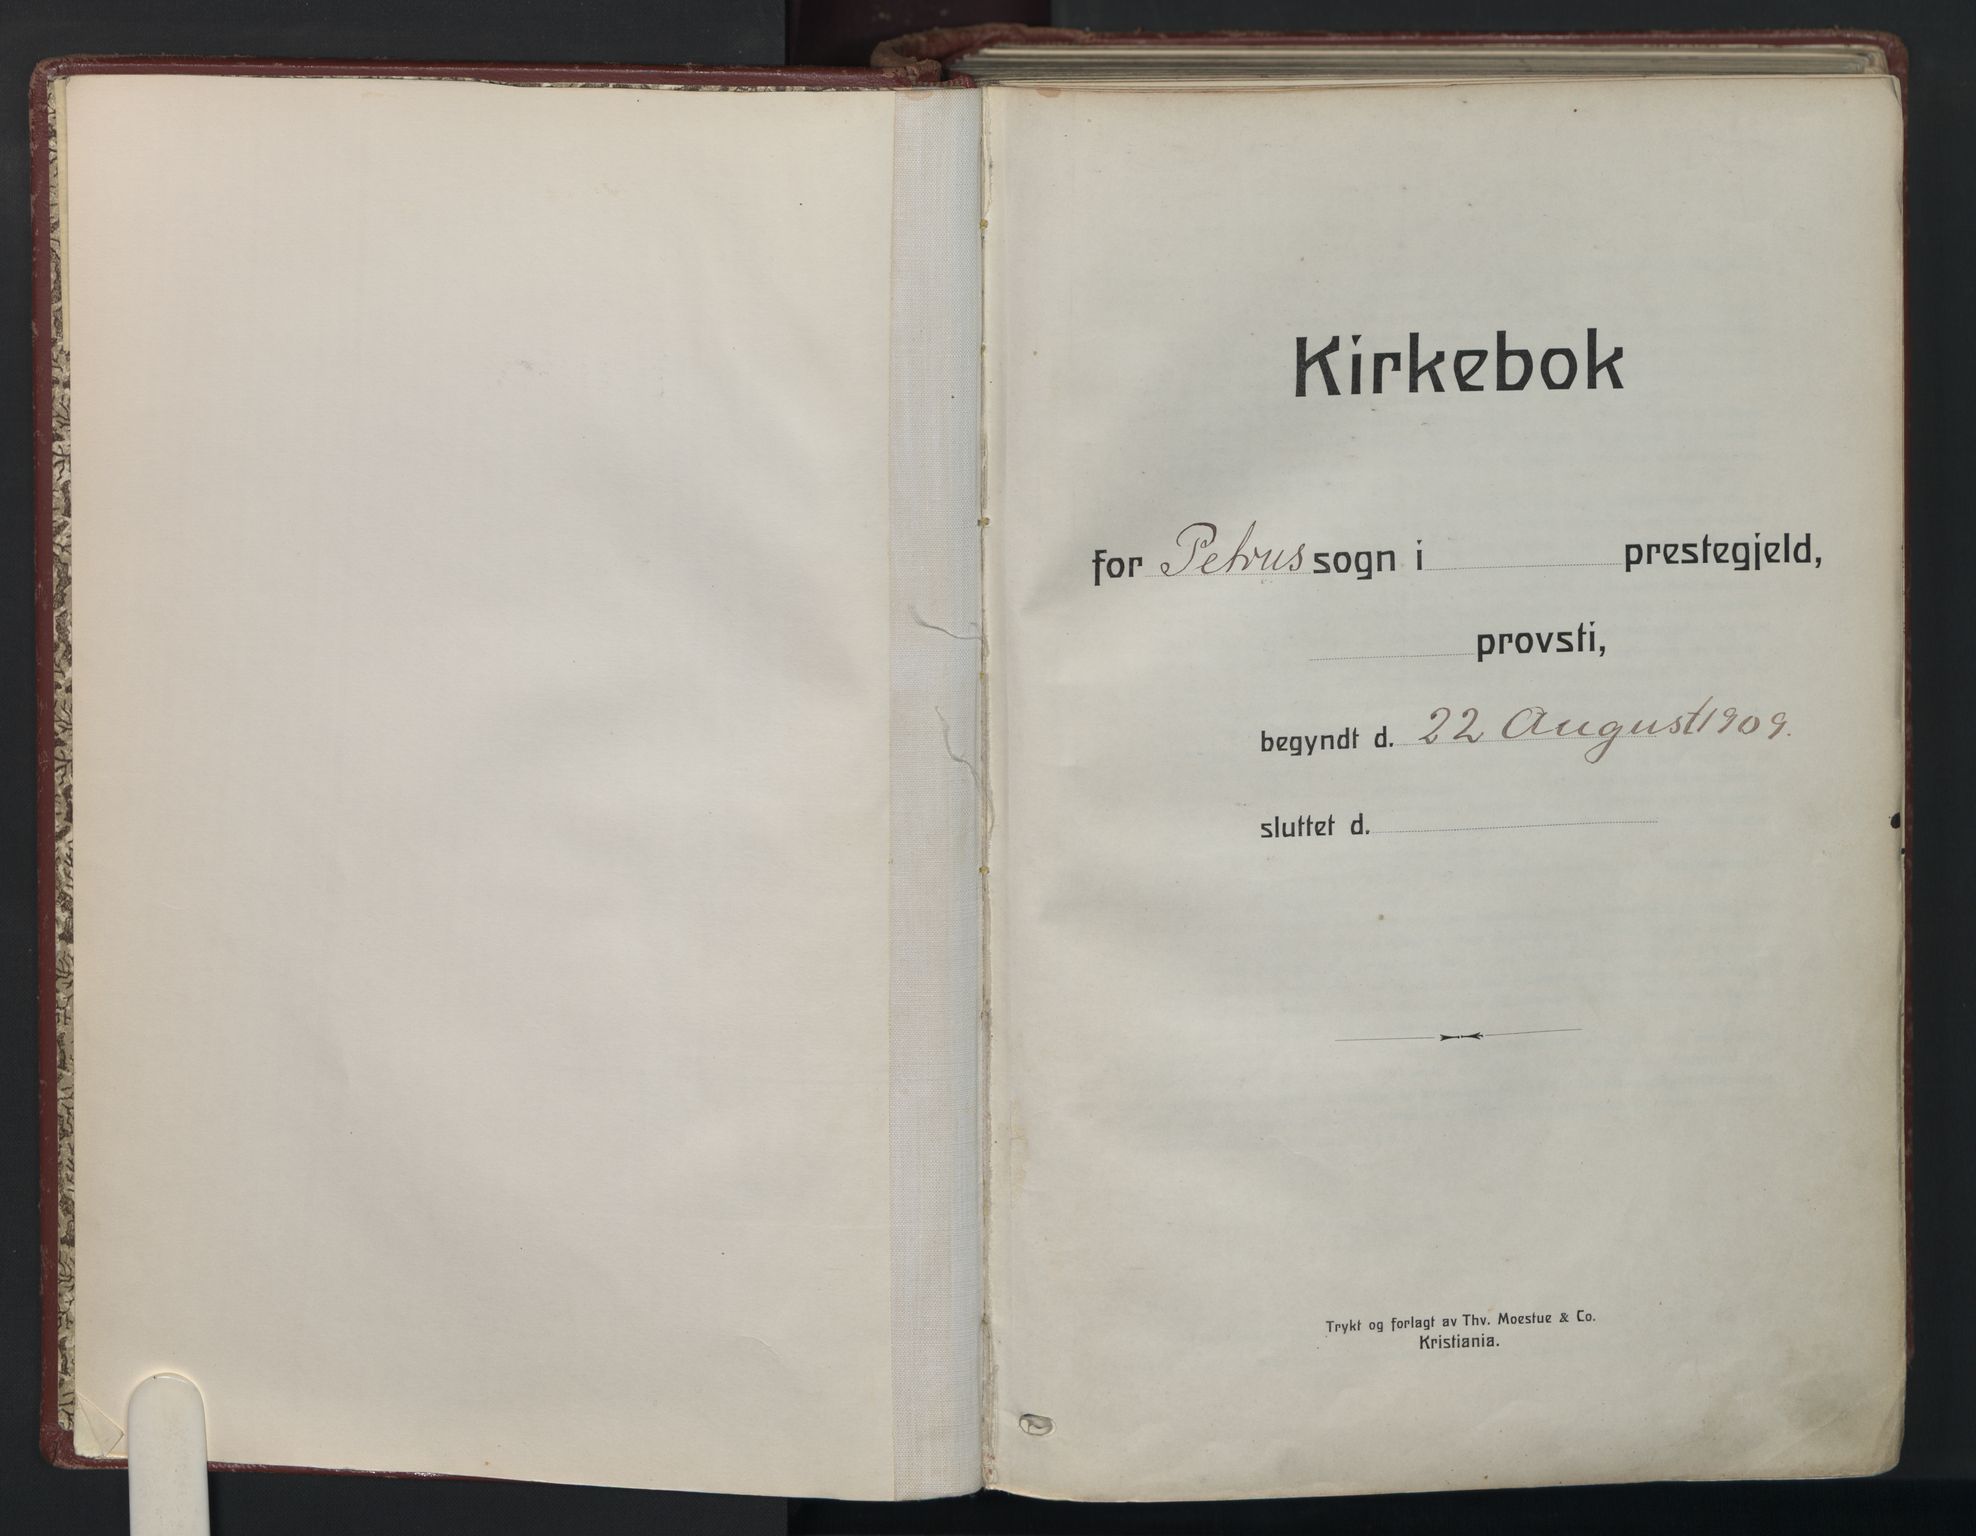 Kirkebok
for Petrus sogn i prestegjeld,
provsti,
begyndt d. 22 August 1909.
sluttet d.
Trykt og forlagt av Thv. Moestue & Co.
Kristiania.